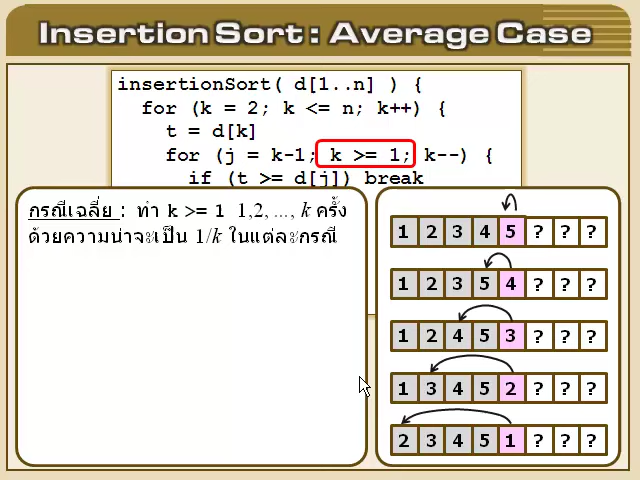 Insertion Sort : Average Case
insertionSort( d[1..n] ) {
for (k = 2; k <= n; k++) {
t = d[k]
for (j = k-1; k >= 1; k--) {
if (t >= d[j]) break
กรณีเฉลี่ย : ทำ k >= 1 1,2, ..., k ครั้ง
ด้วยความน่าจะเป็น 1/k ในแต่ละกรณี
1 2 3 4 5 ? ? ?
1 2 3 5 4 ? ? ?
1 2 4 5 3 ? ? ?
1 3 4 5 2 ? ? ?
2 3 4 5 1 ? ? ?